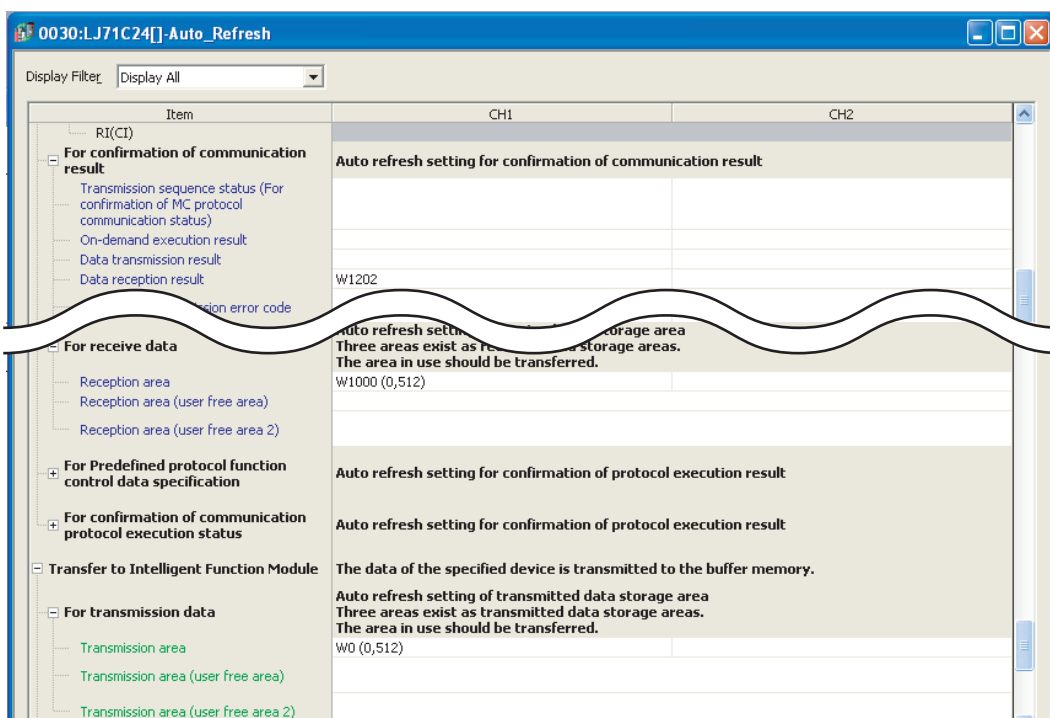 0030:LJ71C24[]-Auto_Refresh
Display Filter Display All
Item CH1 CH2
RI(CI)
For confirmation of communication
result
Auto refresh setting for confirmation of communication result
Transmission sequence status (For
confirmation of MC protocol
communication status)
On-demand execution result
Data transmission result
Data reception result W1202
error code
Auto refresh storage area
For receive data
Three areas exist as storage areas.
The area in use should be transferred.
Reception area W1000 (0,512)
Reception area (user free area)
Reception area (user free area 2)
For Predefined protocol function
control data specification
Auto refresh setting for confirmation of protocol execution result
For confirmation of communication
protocol execution status
Auto refresh setting for confirmation of protocol execution result
Transfer to Intelligent Function Module The data of the specified device is transmitted to the buffer memory.
For transmission data
Auto refresh setting of transmitted data storage area
Three areas exist as transmitted data storage areas.
The area in use should be transferred.
Transmission area W0 (0,512)
Transmission area (user free area)
Transmission area (user free area 2)